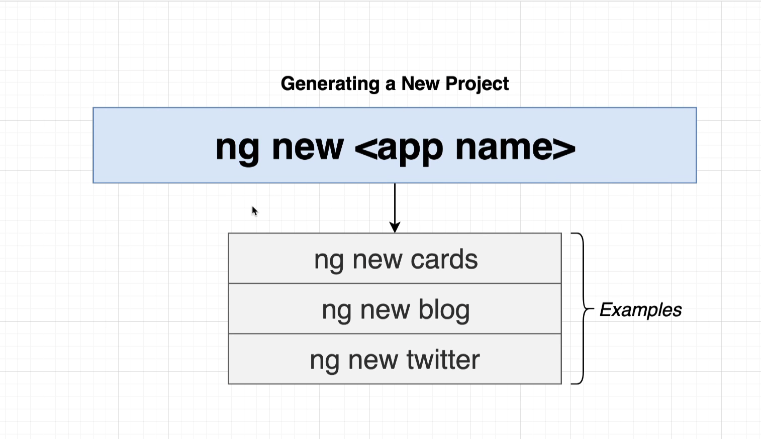 Generating a New Project
ng new <app name>
ng new cards
ng new blog
ng new twitter
Examples